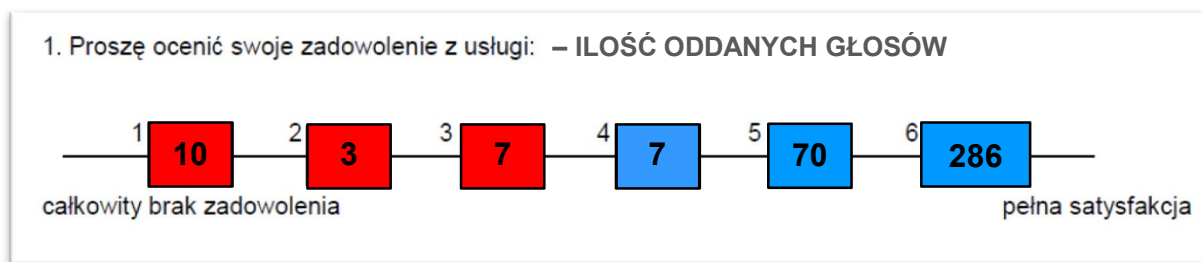 1. Proszę ocenić swoje zadowolenie z usługi: – ILOŚĆ ODDANYCH GŁOSÓW
1 10 2 3 3 7 4 7 5 70 6 286
całkowity brak zadowolenia pełna satysfakcja